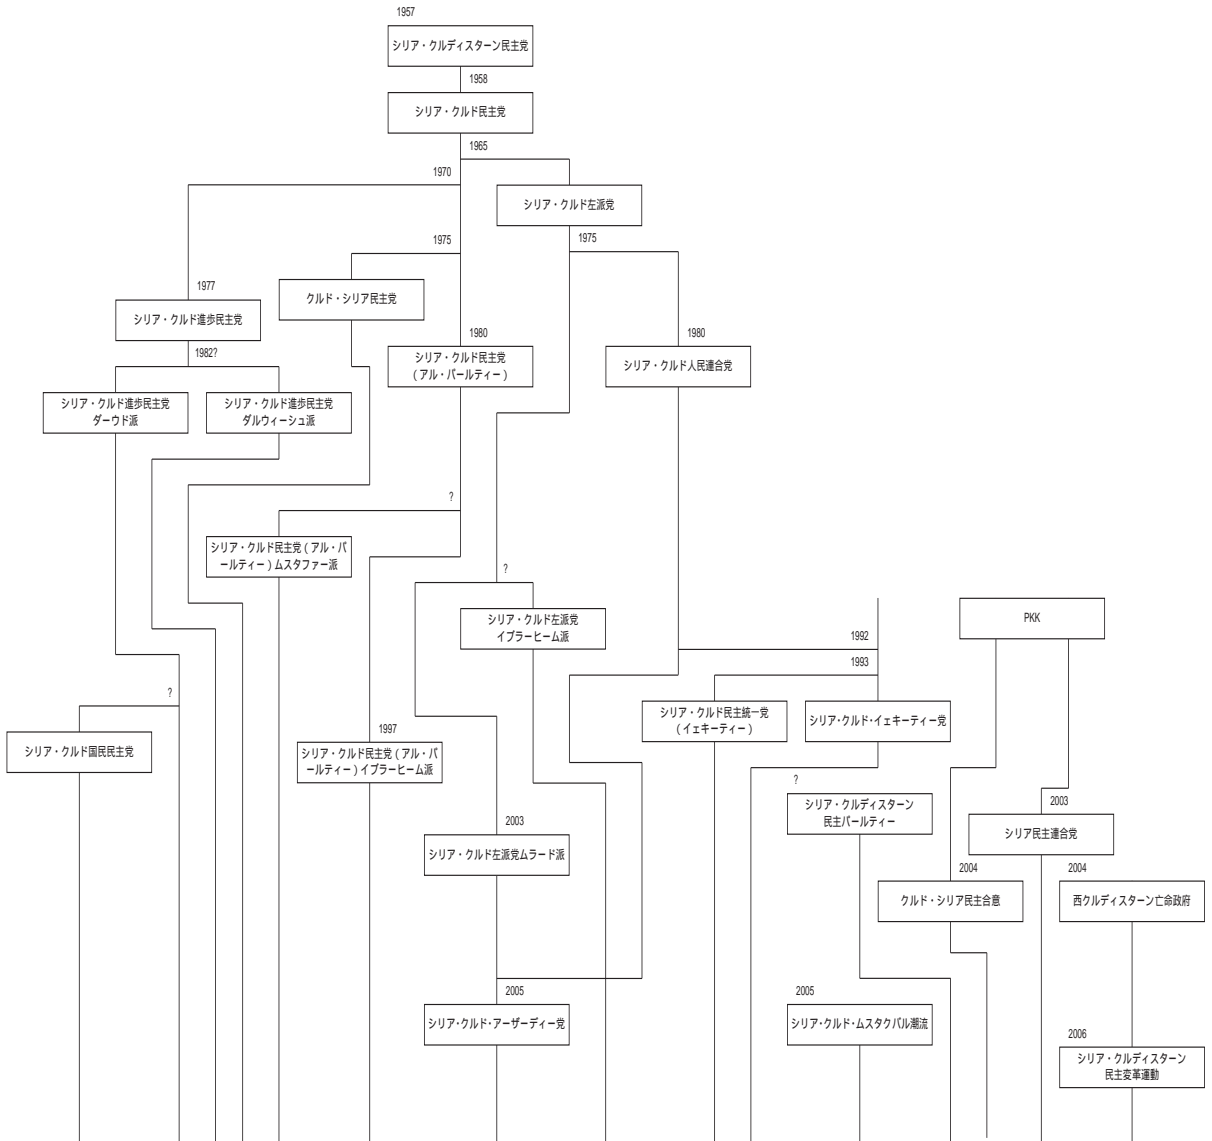 1957
シリア・クルディスターン民主党
1958
シリア・クルド民主党
1965
1970
シリア・クルド左派党
1975
1975
1977
クルド・シリア民主党
シリア・クルド進歩民主党
1980
1980
1982?
シリア・クルド民主党
（アル・パールティー）
シリア・クルド人民連合党
シリア・クルド進歩民主党
ダーウド派
シリア・クルド進歩民主党
ダルウィーシュ派
?
シリア・クルド民主党（アル・パ
ールティー）ムスタファー派
?
シリア・クルド左派党
イブラーヒーム派
PKK
1992
1993
?
シリア・クルド民主統一党
（イェキーティー）
シリア・クルド・イェキーティー党
1997
シリア・クルド国民民主党
シリア・クルド民主党（アル・パ
ールティー）イブラーヒーム派
?
シリア・クルディスターン
民主パールティー
2003
シリア民主連合党
2003
シリア・クルド左派党ムラード派
2004
クルド・シリア民主合意
2004
西クルディスターン亡命政府
2005
シリア・クルド・アーザーディー党
2005
シリア・クルド・ムスタクバル潮流
2006
シリア・クルディスターン
民主変革運動